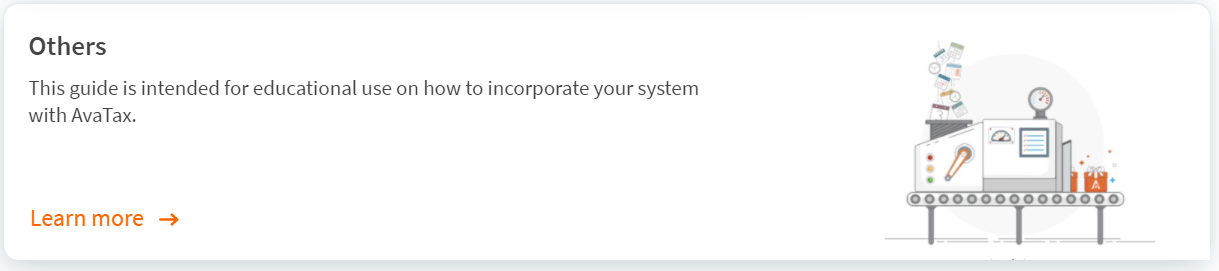 Others
This guide is intended for educational use on how to incorporate your system
with AvaTax.
Learn more